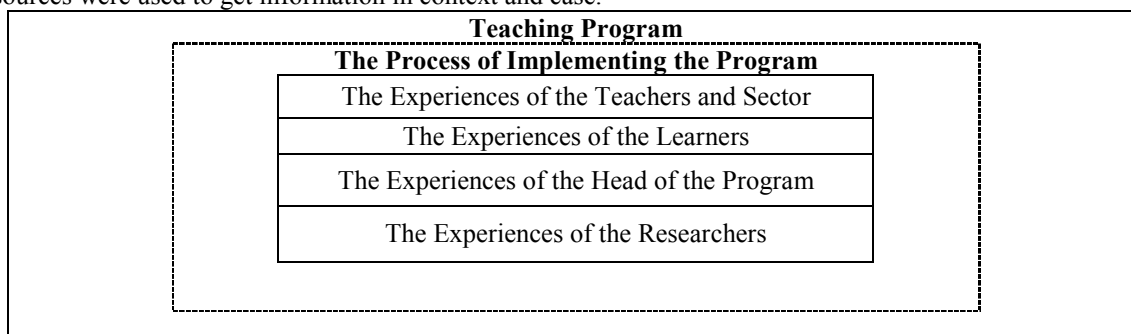 sources were used to get information in context and case.
Teaching Program
The Process of Implementing the Program
The Experiences of the Teachers and Sector
The Experiences of the Learners
The Experiences of the Head of the Program
The Experiences of the Researchers